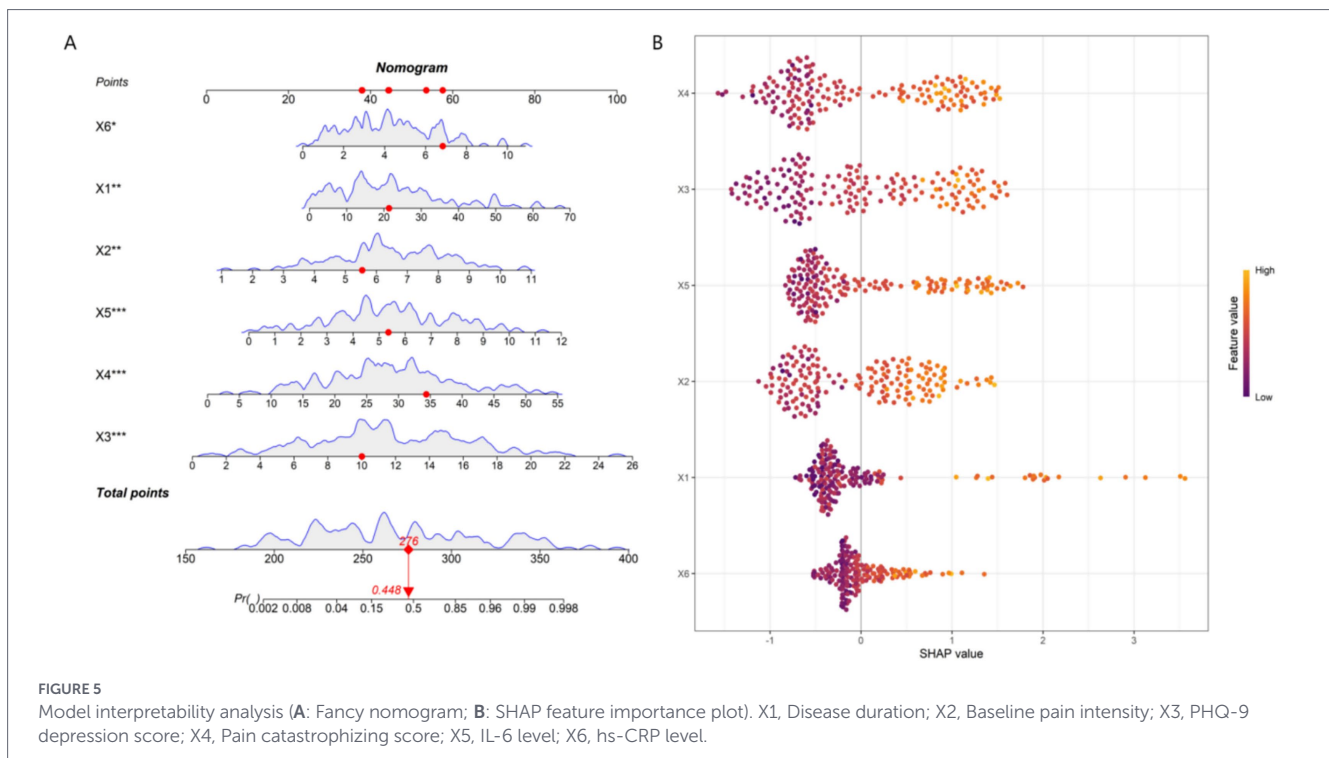 A
Nomogram
Points
0 20 40 60 80 100
X6*
0 2 4 6 8 10
X1**
0 10 20 30 40 50 60 70
X2**
1 2 3 4 5 6 7 8 9 10 11
X5***
0 1 2 3 4 5 6 7 8 9 10 11 12
X4***
0 5 10 15 20 25 30 35 40 45 50 55
X3***
0 2 4 6 8 10 12 14 16 18 20 22 24 26
Total points
276
150 200 250 300 350 400
0.448
Pr( )
0.002 0.008 0.04 0.15 0.5 0.85 0.96 0.99 0.998
B
X4
X3
X5
X2
X1
X6
-1 0 1 2 3
SHAP value
High
Feature value
Low
FIGURE 5
Model interpretability analysis (A: Fancy nomogram; B: SHAP feature importance plot). X1, Disease duration; X2, Baseline pain intensity; X3, PHQ-9
depression score; X4, Pain catastrophizing score; X5, IL-6 level; X6, hs-CRP level.